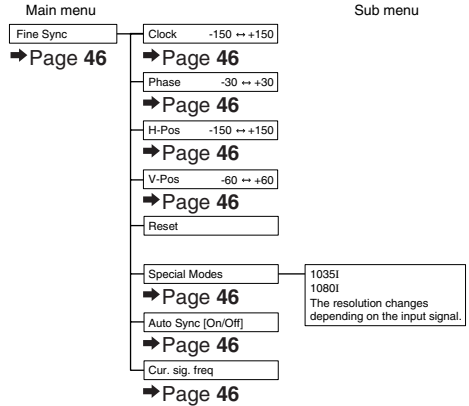 Main menu
Sub menu
Fine Sync
➡Page 46
Clock -150 ↔ +150
➡Page 46
Phase -30 ↔ +30
➡Page 46
H-Pos -150 ↔ +150
➡Page 46
V-Pos -60 ↔ +60
➡Page 46
Reset
Special Modes
➡Page 46
1035I
1080I
The resolution changes
depending on the input signal.
Auto Sync [On/Off]
➡Page 46
Cur. sig. freq
➡Page 46